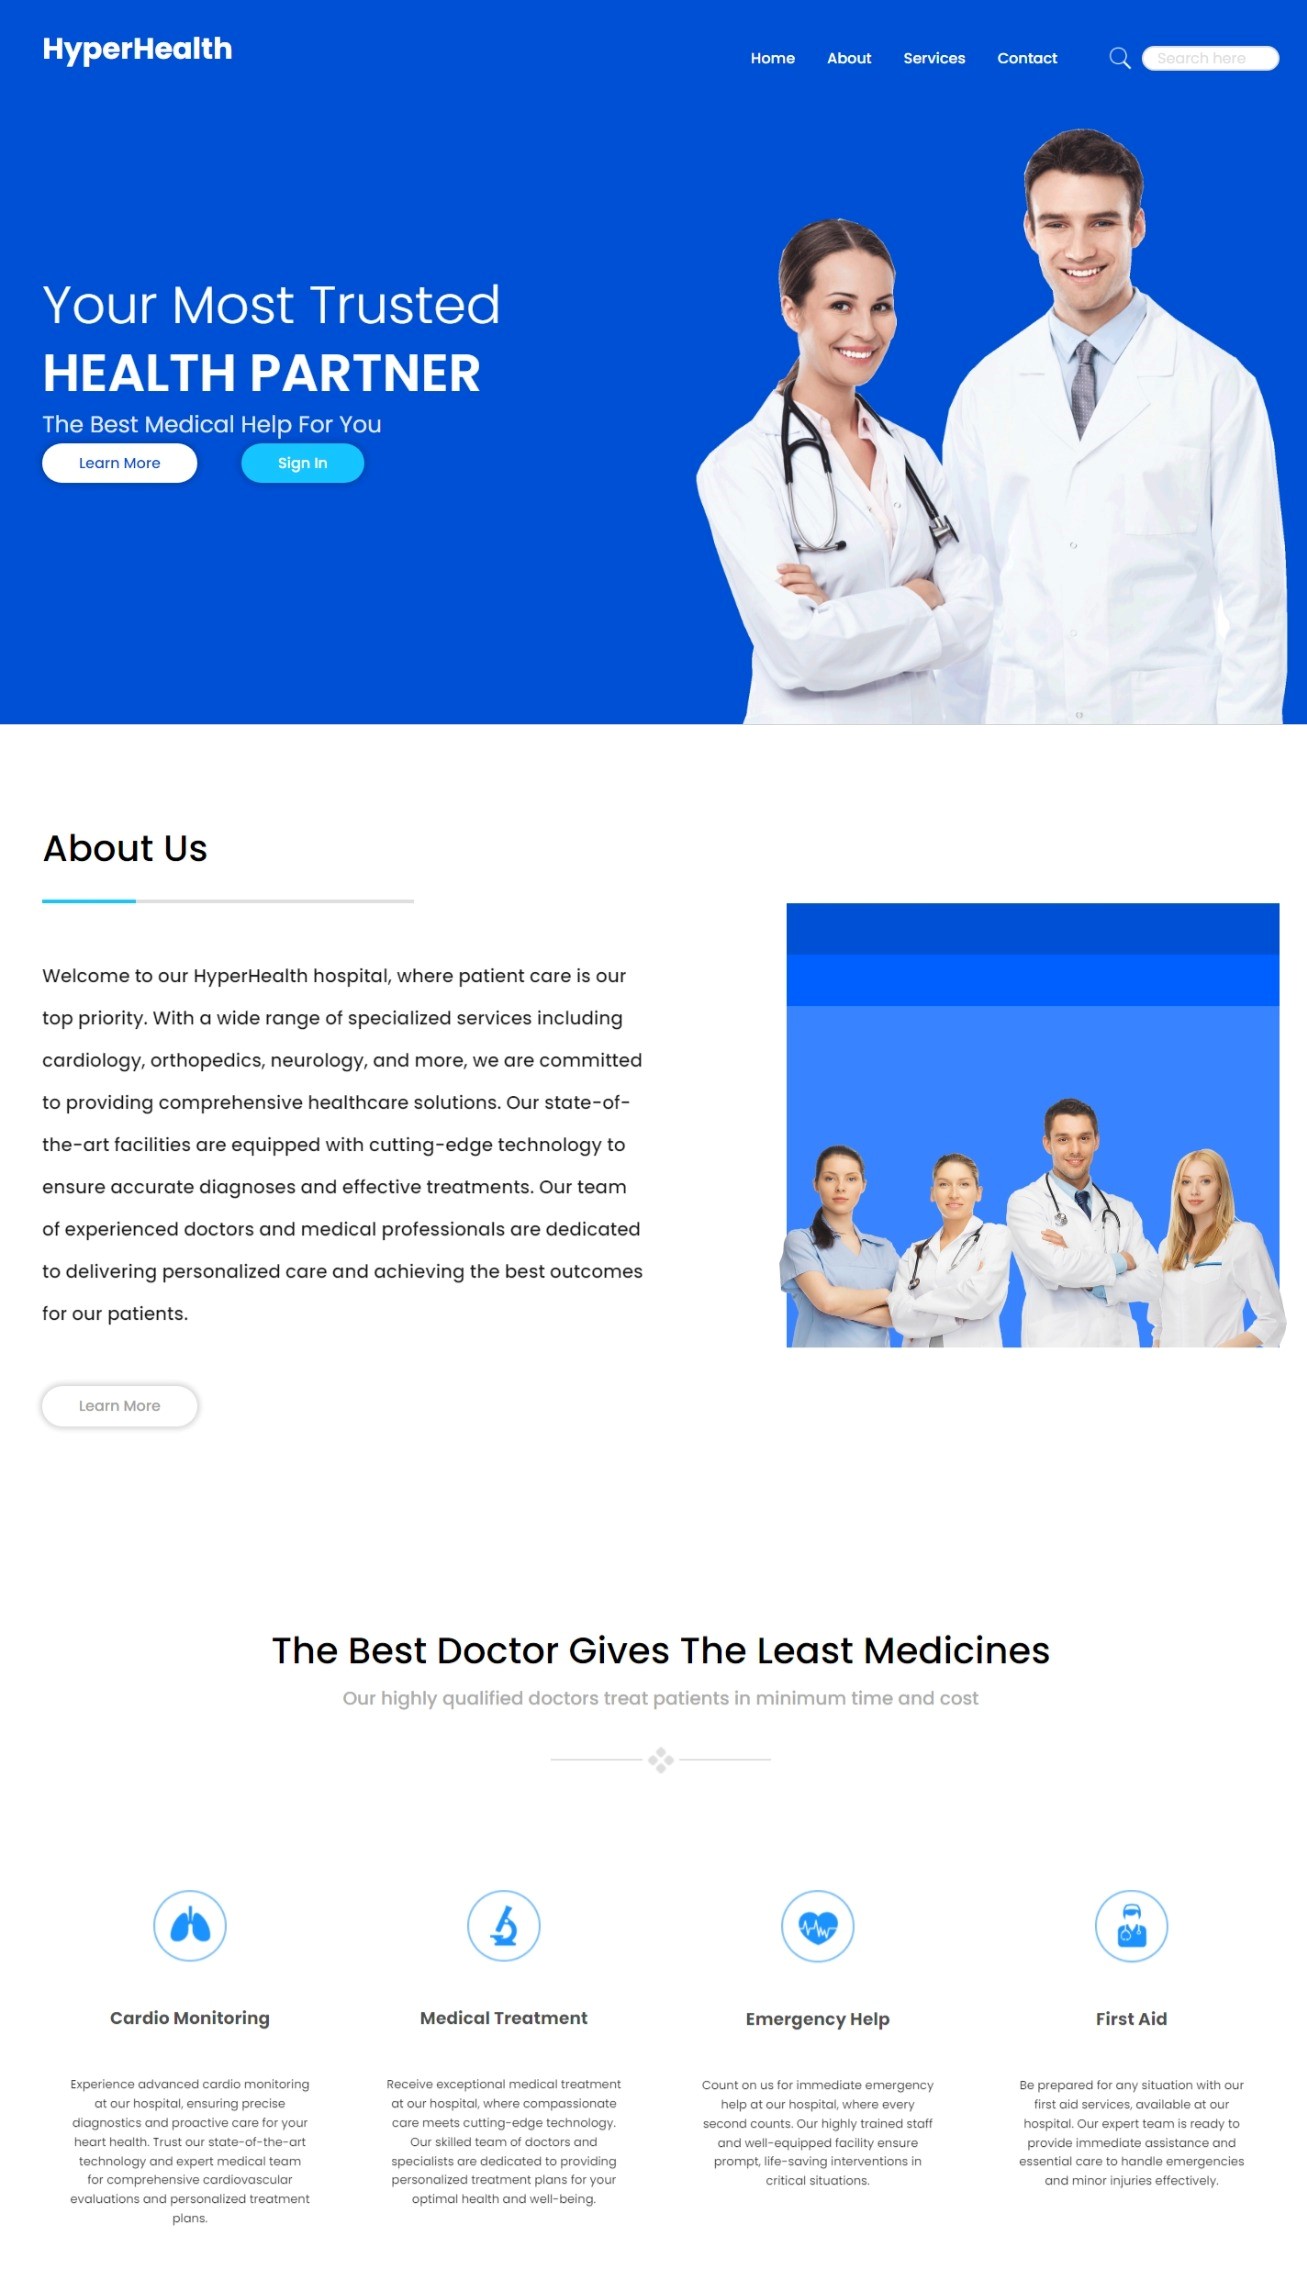 HyperHealth
Home About Services Contact Search here
Your Most Trusted
HEALTH PARTNER
The Best Medical Help For You
Learn More Sign In
About Us
Welcome to our HyperHealth hospital, where patient care is our
top priority. With a wide range of specialized services including
cardiology, orthopedics, neurology, and more, we are committed
to providing comprehensive healthcare solutions. Our state-of-
the-art facilities are equipped with cutting-edge technology to
ensure accurate diagnoses and effective treatments. Our team
of experienced doctors and medical professionals are dedicated
to delivering personalized care and achieving the best outcomes
for our patients.
Learn More
The Best Doctor Gives The Least Medicines
Our highly qualified doctors treat patients in minimum time and cost
Cardio Monitoring
Experience advanced cardio monitoring
at our hospital, ensuring precise
diagnostics and proactive care for your
heart health. Trust our state-of-the-art
technology and expert medical team
for comprehensive cardiovascular
evaluations and personalized treatment
plans.
Medical Treatment
Receive exceptional medical treatment
at our hospital, where compassionate
care meets cutting-edge technology.
Our skilled team of doctors and
specialists are dedicated to providing
personalized treatment plans for your
optimal health and well-being.
Emergency Help
Count on us for immediate emergency
help at our hospital, where every
second counts. Our highly trained staff
and well-equipped facility ensure
prompt, life-saving interventions in
critical situations.
First Aid
Be prepared for any situation with our
first aid services, available at our
hospital. Our expert team is ready to
provide immediate assistance and
essential care to handle emergencies
and minor injuries effectively.